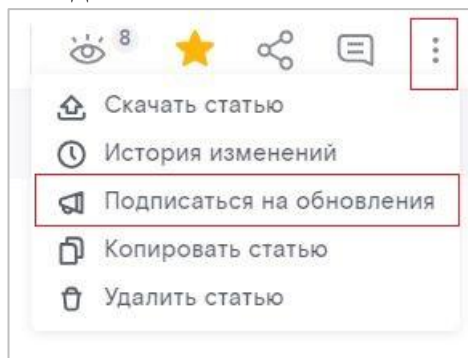 8
Скачать статью
История изменений
Подписаться на обновления
Копировать статью
Удалить статью